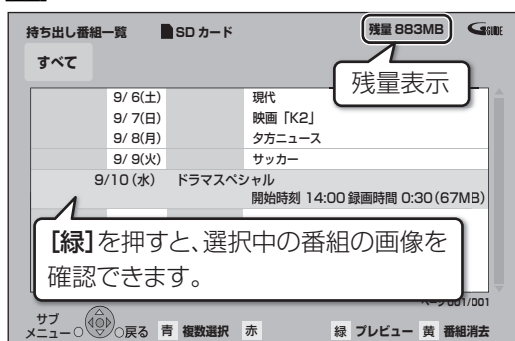 持ち出し番組一覧 SD カード 残量 883MB G-GUIDE
すべて
残量表示
9/ 6(土) 現代
9/ 7(日) 映画「K2」
9/ 8(月) 夕方ニュース
9/ 9(火) サッカー
9/10 (水) ドラマスペシャル
開始時刻 14:00 録画時間 0:30(67MB)
[緑]を押すと、選択中の番組の画像を
確認できます。
ページ 001/001
サブ
メニュー 戻る 青 複数選択 赤 緑 プレビュー 黄 番組消去